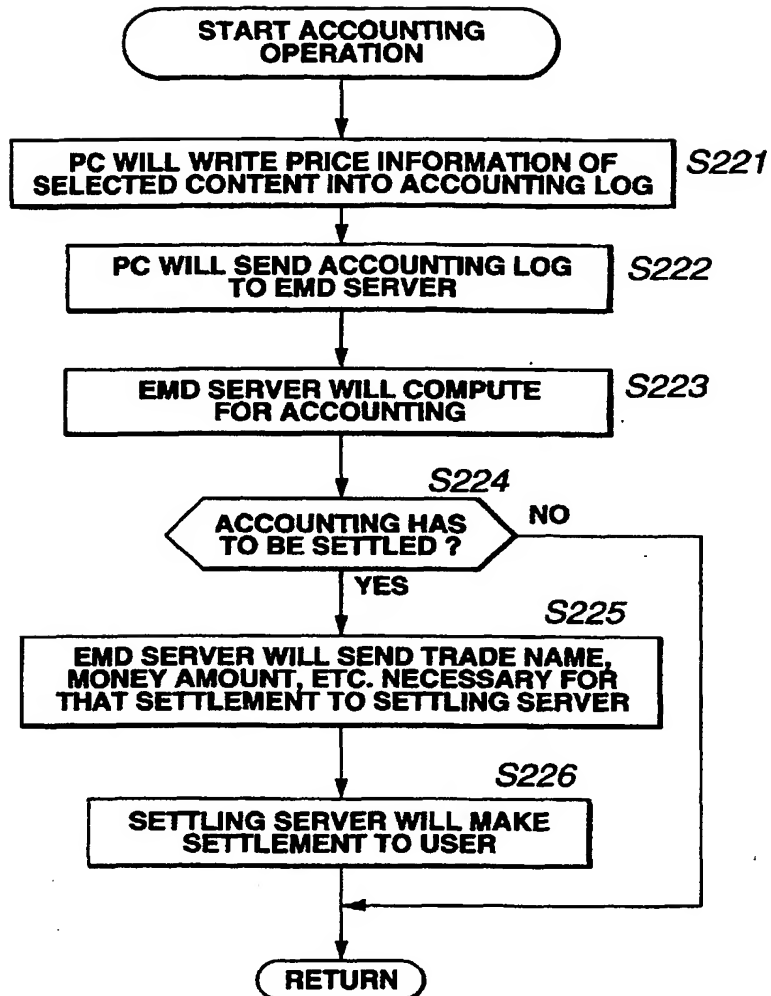 START ACCOUNTING
OPERATION
PC WILL WRITE PRICE INFORMATION OF
SELECTED CONTENT INTO ACCOUNTING LOG
S221
PC WILL SEND ACCOUNTING LOG
TO EMD SERVER
S222
EMD SERVER WILL COMPUTE
FOR ACCOUNTING
S223
S224
ACCOUNTING HAS
TO BE SETTLED ?
NO
YES
S225
EMD SERVER WILL SEND TRADE NAME,
MONEY AMOUNT, ETC. NECESSARY FOR
THAT SETTLEMENT TO SETTLING SERVER
S226
SETTLING SERVER WILL MAKE
SETTLEMENT TO USER
RETURN